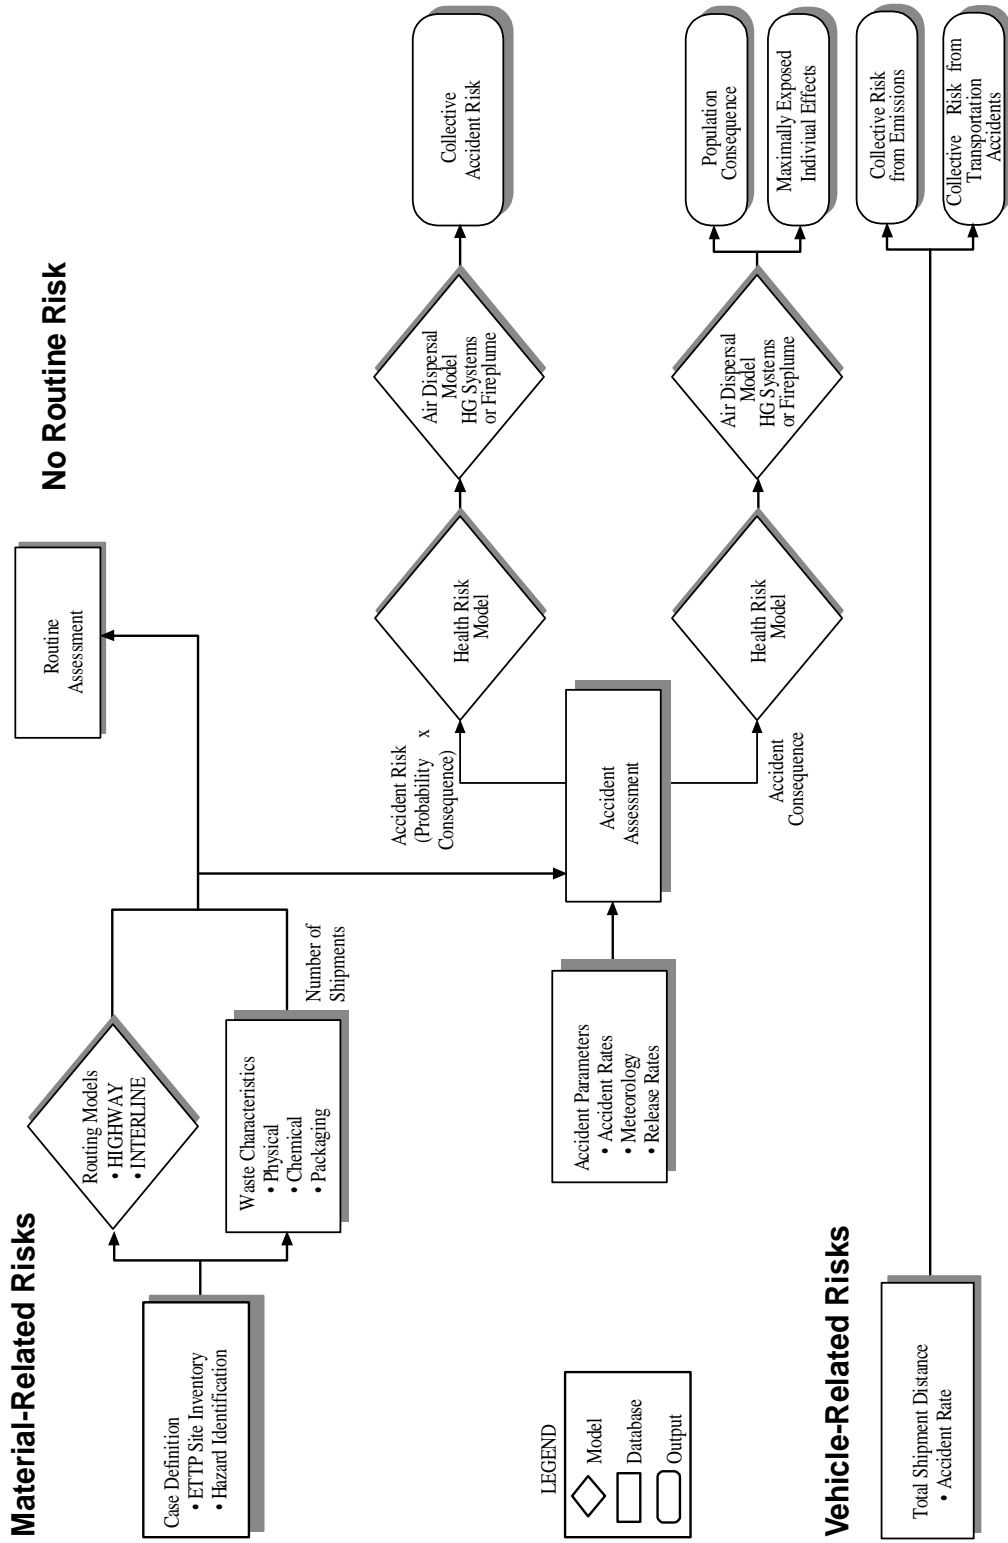 Material-Related Risks
No Routine Risk
Case Definition
• ETTP Site Inventory
• Hazard Identification
Routing Models
• HIGHWAY
• INTERLINE
Waste Characteristics
• Physical
• Chemical
• Packaging
Number of
Shipments
Routine
Assessment
Accident Parameters
• Accident Rates
• Meteorology
• Release Rates
Accident
Assessment
Accident Risk
(Probability x
Consequence)
Health Risk
Model
Air Dispersal
Model
HG Systems
or Fireplume
Collective
Accident Risk
Accident
Consequence
Health Risk
Model
Air Dispersal
Model
HG Systems
or Fireplume
Population
Consequence
Maximally Exposed
Indiviual Effects
LEGEND
Model
Database
Output
Vehicle-Related Risks
Total Shipment Distance
• Accident Rate
Collective Risk
from Emissions
Collective Risk from
Transportation
Accidents